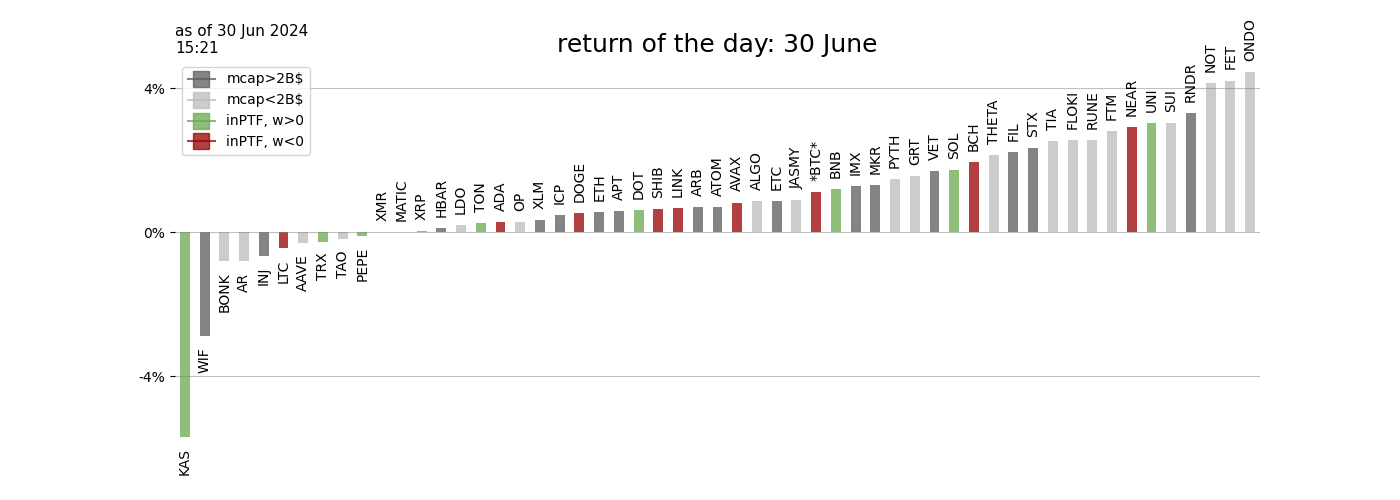 as of 30 Jun 2024
15:21
return of the day: 30 June
mcap>2B$
mcap<2B$
inPTF, w>0
inPTF, w<0
4%
0%
-4%
KAS
WIF
BONK
AR
INJ
LTC
AAVE
TRX
TAO
PEPE
XMR
MATIC
XRP
HBAR
LDO
TON
ADA
OP
XLM
ICP
DOGE
ETH
APT
DOT
SHIB
LINK
ARB
ATOM
AVAX
ALGO
ETC
JASMY
*BTC*
BNB
IMX
MKR
PYTH
GRT
VET
SOL
BCH
THETA
FIL
STX
TIA
FLOKI
RUNE
FTM
NEAR
UNI
SUI
RNDR
NOT
FET
ONDO